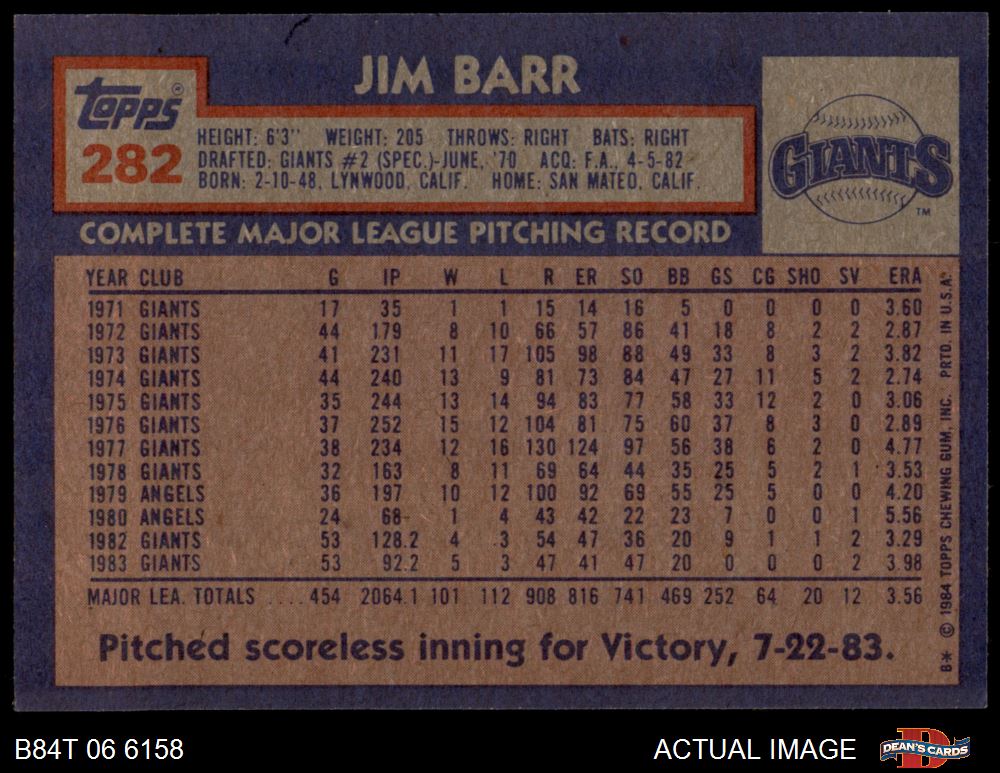 JIM BARR
Topps®
282
HEIGHT: 6'3" WEIGHT: 205 THROWS: RIGHT BATS: RIGHT
DRAFTED: GIANTS #2 (SPEC.)-JUNE, '70 ACQ: F.A., 4-5-82
BORN: 2-10-48, LYNWOOD, CALIF. HOME: SAN MATEO, CALIF.
GIANTS
TM
COMPLETE MAJOR LEAGUE PITCHING RECORD
YEAR CLUB G IP W L R ER SO BB GS CG SHO SV ERA
1971 GIANTS 17 35 1 1 15 14 16 5 0 0 0 0 3.60
1972 GIANTS 44 179 8 10 66 57 86 41 18 8 2 2 2.87
1973 GIANTS 41 231 11 17 105 98 88 49 33 8 3 2 3.82
1974 GIANTS 44 240 13 9 81 73 84 47 27 11 5 2 2.74
1975 GIANTS 35 244 13 14 94 83 77 58 33 12 2 0 3.06
1976 GIANTS 37 252 15 12 104 81 75 60 37 8 3 0 2.89
1977 GIANTS 38 234 12 16 130 124 97 56 38 6 2 0 4.77
1978 GIANTS 32 163 8 11 69 64 44 35 25 5 2 1 3.53
1979 ANGELS 36 197 10 12 100 92 69 55 25 5 0 0 4.20
1980 ANGELS 24 68 1 4 43 42 22 23 7 0 0 1 5.56
1982 GIANTS 53 128.2 4 3 54 47 36 20 9 1 1 2 3.29
1983 GIANTS 53 92.2 5 3 47 41 47 20 0 0 0 2 3.98
MAJOR LEA. TOTALS .... 454 2064.1 101 112 908 816 741 469 252 64 20 12 3.56
Pitched scoreless inning for Victory, 7-22-83.
B* © 1984 TOPPS CHEWING GUM, INC. PRTD. IN U.S.A.
B84T 06 6158
ACTUAL IMAGE
DEAN'S CARDS